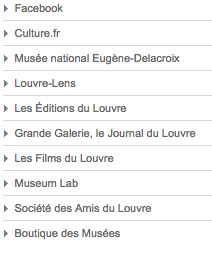 Facebook
Culture.fr
Musée national Eugène-Delacroix
Louvre-Lens
Les Éditions du Louvre
Grande Galerie, le Journal du Louvre
Les Films du Louvre
Museum Lab
Société des Amis du Louvre
Boutique des Musées